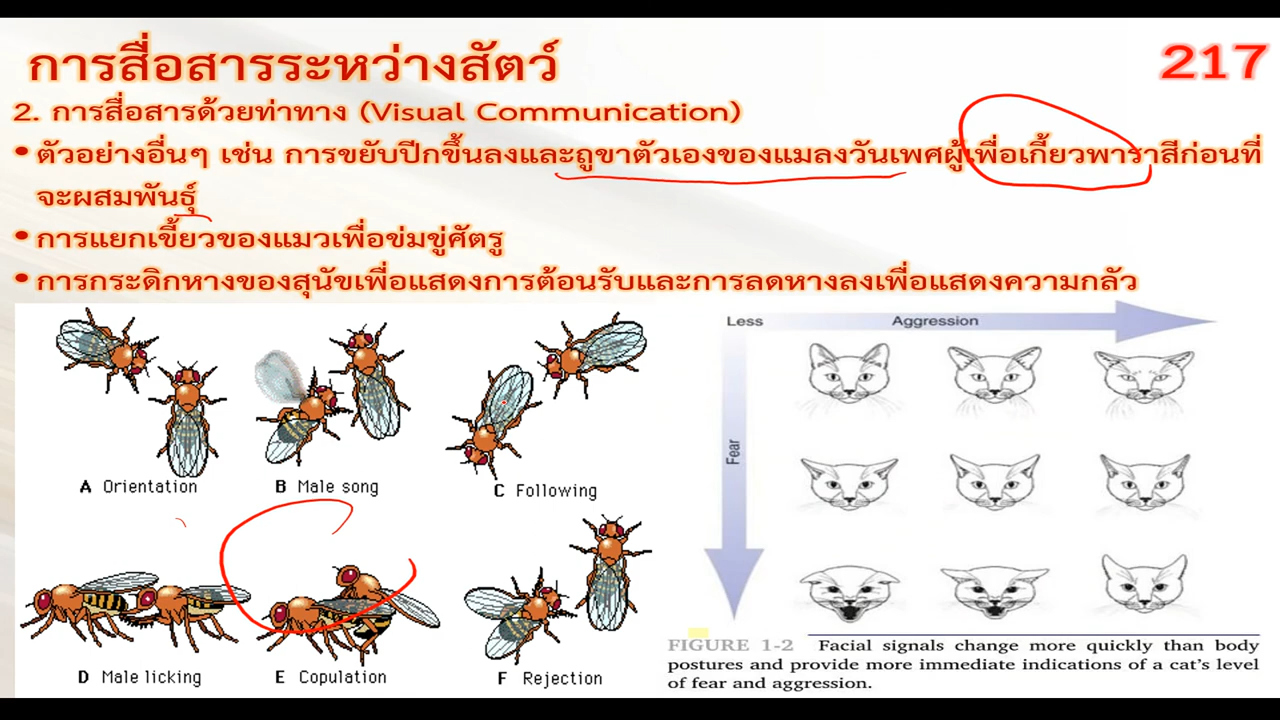 การสื่อสารระหว่างสัตว์
217
2. การสื่อสารด้วยท่าทาง (Visual Communication)
• ตัวอย่างอื่นๆ เช่น การขยับปีกขึ้นลงและถูขาตัวเองของแมลงวันเพศผู้เพื่อเกี้ยวพาราสีก่อนที่
จะผสมพันธุ์
• การแยกเขี้ยวของแมวเพื่อข่มขู่ศัตรู
• การกระดิกหางของสุนัขเพื่อแสดงการต้อนรับและการลดหางลงเพื่อแสดงความกลัว
A Orientation
B Male song
C Following
D Male licking
E Copulation
F Rejection
Less
Aggression
Fear
FIGURE 1-2 Facial signals change more quickly than body
postures and provide more immediate indications of a cat's level
of fear and aggression.